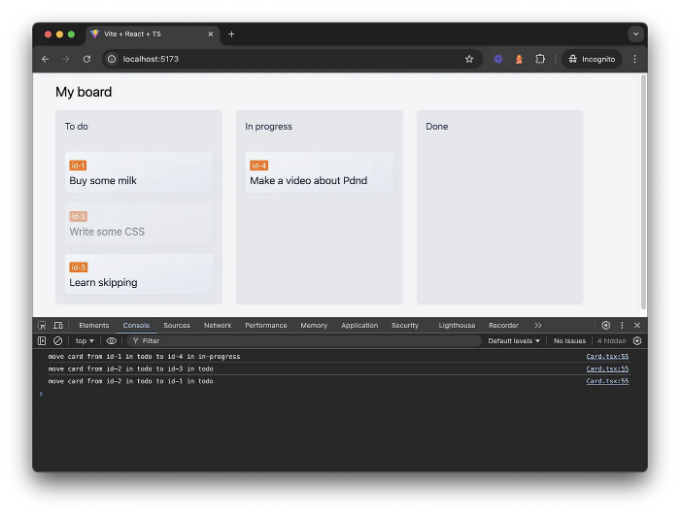 Vite + React + TS
localhost:5173
Incognito
My board
To do
In progress
Done
id-1
Buy some milk
id-4
Make a video about Pdnd
id-2
Write some CSS
id-3
Learn skipping
Elements Console Sources Network Performance Memory Application Security Lighthouse Recorder
top Filter Default levels No Issues 4 hidden
move card from id-1 in todo to id-4 in in-progress Card.tsx:55
move card from id-2 in todo to id-3 in todo Card.tsx:55
move card from id-2 in todo to id-1 in todo Card.tsx:55